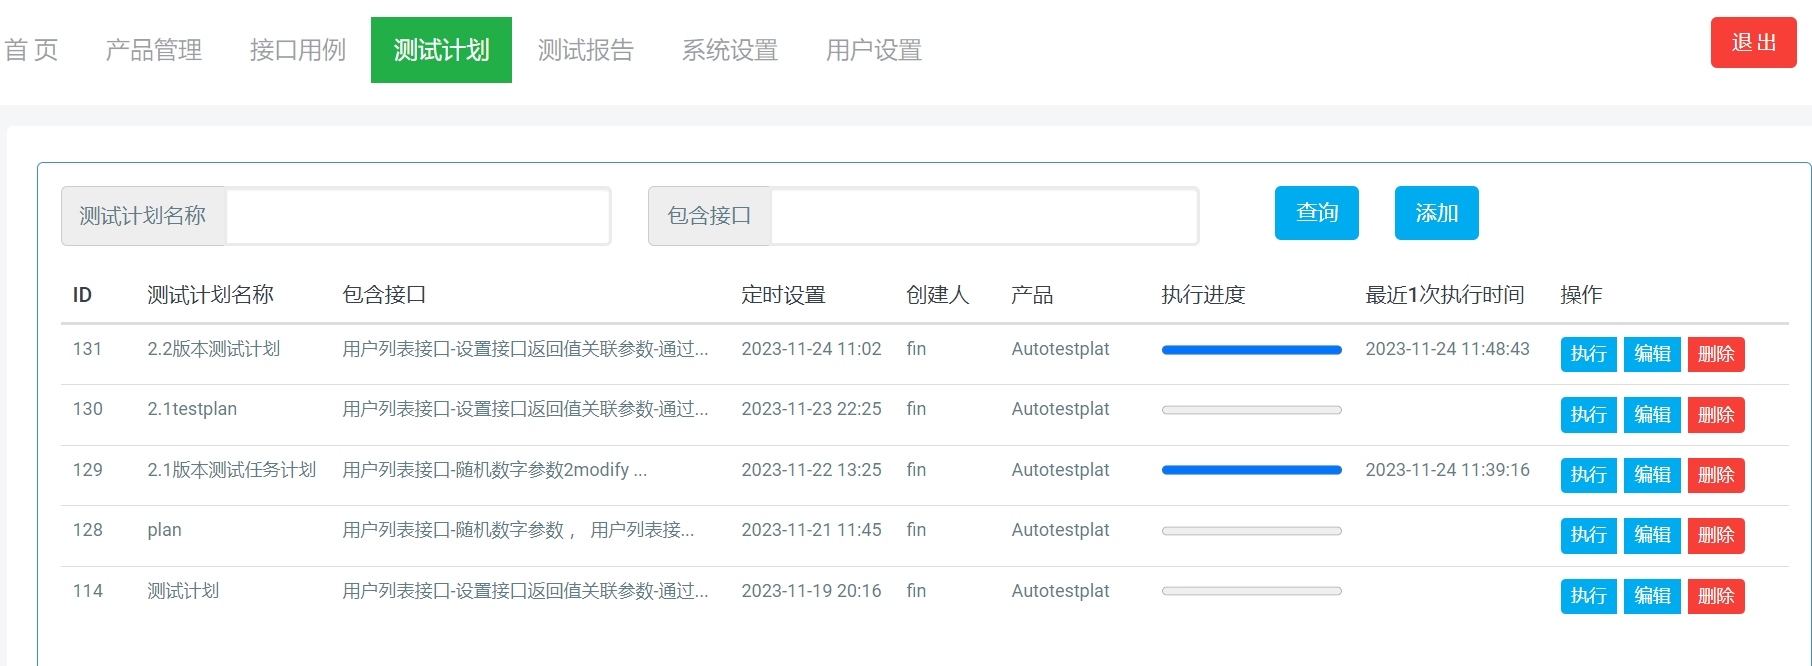 首 页 产品管理 接口用例 测试计划 测试报告 系统设置 用户设置 退 出
测试计划名称 包含接口 查询 添加
ID 测试计划名称 包含接口 定时设置 创建人 产品 执行进度 最近1次执行时间 操作
131 2.2版本测试计划 用户列表接口-设置接口返回值关联参数-通过... 2023-11-24 11:02 fin Autotestplat 2023-11-24 11:48:43 执行 编辑 删除
130 2.1testplan 用户列表接口-设置接口返回值关联参数-通过... 2023-11-23 22:25 fin Autotestplat 执行 编辑 删除
129 2.1版本测试任务计划 用户列表接口-随机数字参数2modify ... 2023-11-22 13:25 fin Autotestplat 2023-11-24 11:39:16 执行 编辑 删除
128 plan 用户列表接口-随机数字参数 ， 用户列表接... 2023-11-21 11:45 fin Autotestplat 执行 编辑 删除
114 测试计划 用户列表接口-设置接口返回值关联参数-通过... 2023-11-19 20:16 fin Autotestplat 执行 编辑 删除